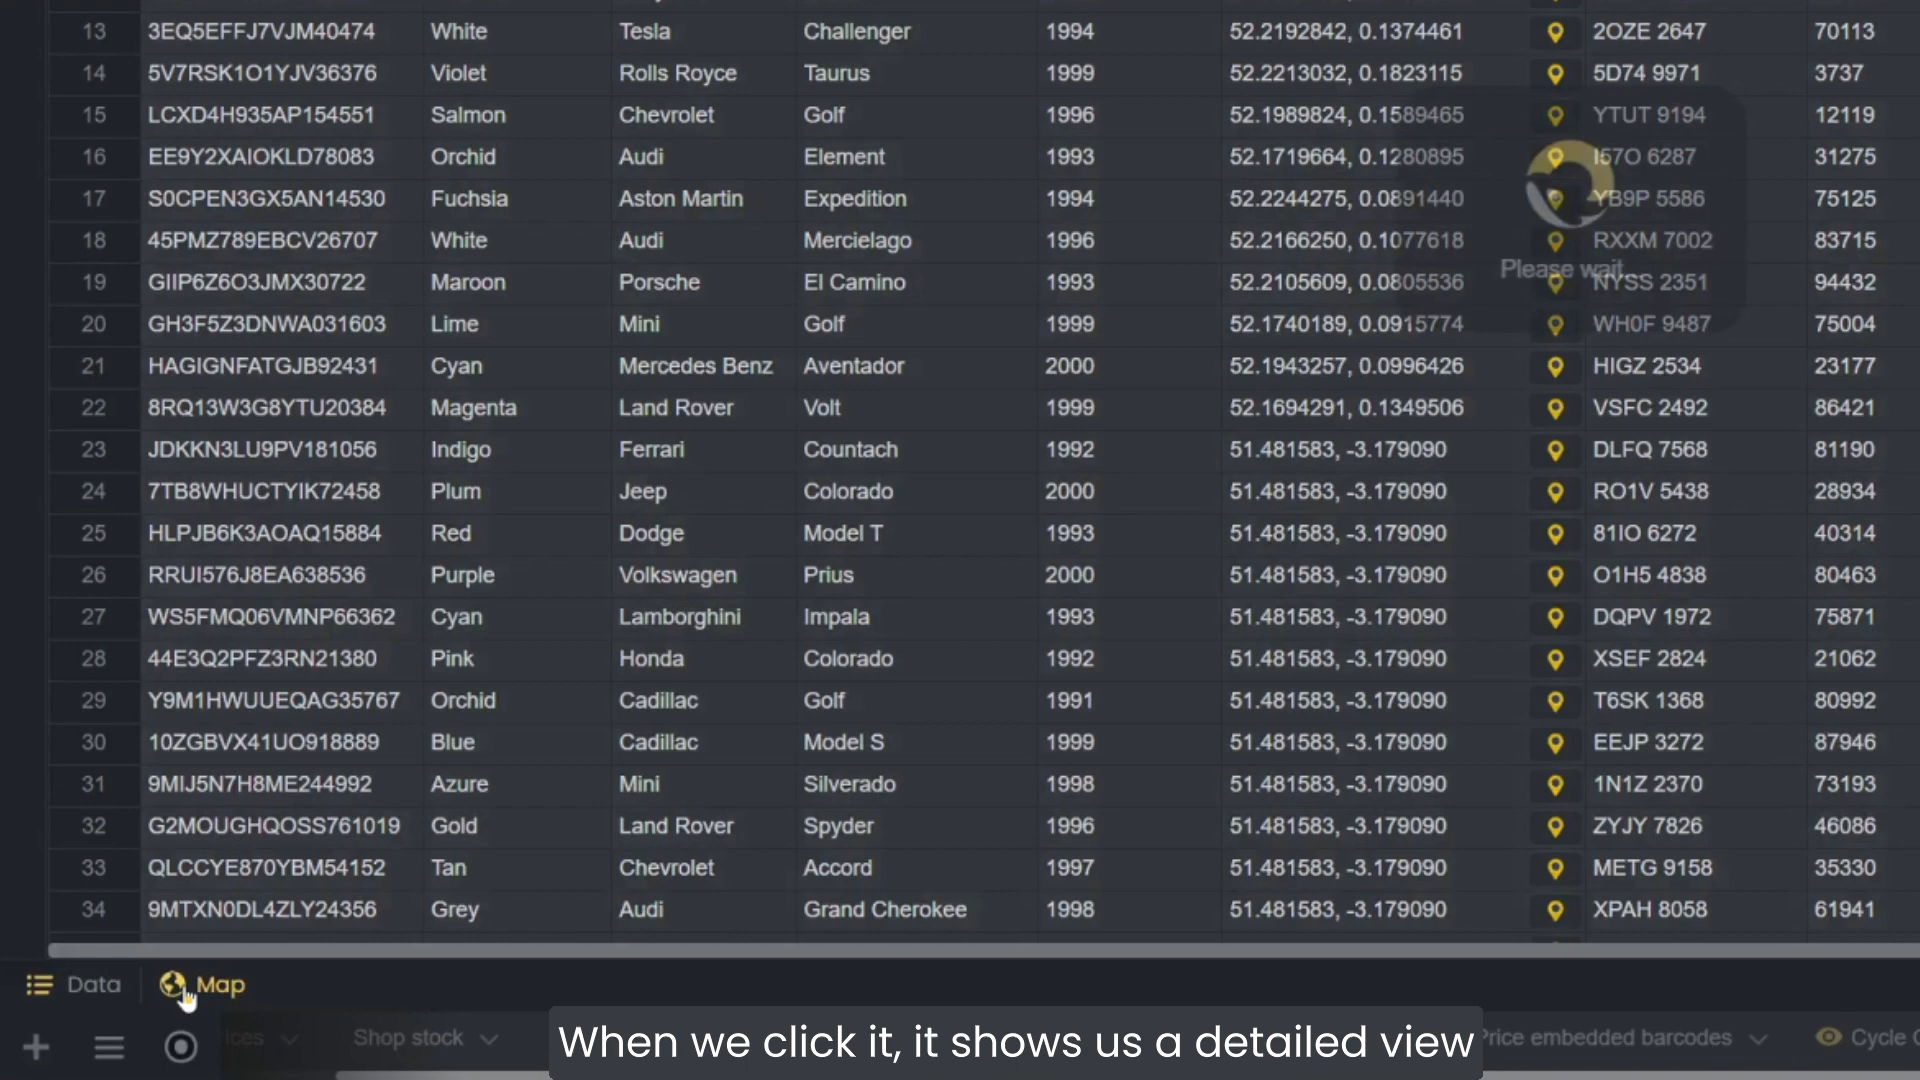 13 3EQ5EFFJ7VJM40474 White Tesla Challenger 1994 52.2192842, 0.1374461 2OZE 2647 70113
14 5V7RSK1O1YJV36376 Violet Rolls Royce Taurus 1999 52.2213032, 0.1823115 5D74 9971 3737
15 LCXD4H935AP154551 Salmon Chevrolet Golf 1996 52.1989824, 0.1589465 YTUT 9194 12119
16 EE9Y2XAIOKLD78083 Orchid Audi Element 1993 52.1719664, 0.1280895 I57O 6287 31275
17 S0CPEN3GX5AN14530 Fuchsia Aston Martin Expedition 1994 52.2244275, 0.0891440 YB9P 5586 75125
18 45PMZ789EBCV26707 White Audi Mercielago 1996 52.2166250, 0.1077618 RXXM 7002 83715
Please wait...
19 GIIP6Z6O3JMX30722 Maroon Porsche El Camino 1993 52.2105609, 0.0805536 NYSS 2351 94432
20 GH3F5Z3DNWA031603 Lime Mini Golf 1999 52.1740189, 0.0915774 WH0F 9487 75004
21 HAGIGNFATGJB92431 Cyan Mercedes Benz Aventador 2000 52.1943257, 0.0996426 HIGZ 2534 23177
22 8RQ13W3G8YTU20384 Magenta Land Rover Volt 1999 52.1694291, 0.1349506 VSFC 2492 86421
23 JDKKN3LU9PV181056 Indigo Ferrari Countach 1992 51.481583, -3.179090 DLFQ 7568 81190
24 7TB8WHUCTYIK72458 Plum Jeep Colorado 2000 51.481583, -3.179090 RO1V 5438 28934
25 HLPJB6K3AOAQ15884 Red Dodge Model T 1993 51.481583, -3.179090 81IO 6272 40314
26 RRUI576J8EA638536 Purple Volkswagen Prius 2000 51.481583, -3.179090 O1H5 4838 80463
27 WS5FMQ06VMNP66362 Cyan Lamborghini Impala 1993 51.481583, -3.179090 DQPV 1972 75871
28 44E3Q2PFZ3RN21380 Pink Honda Colorado 1992 51.481583, -3.179090 XSEF 2824 21062
29 Y9M1HWUUEQAG35767 Orchid Cadillac Golf 1991 51.481583, -3.179090 T6SK 1368 80992
30 10ZGBVX41UO918889 Blue Cadillac Model S 1999 51.481583, -3.179090 EEJP 3272 87946
31 9MIJ5N7H8ME244992 Azure Mini Silverado 1998 51.481583, -3.179090 1N1Z 2370 73193
32 G2MOUGHQOSS761019 Gold Land Rover Spyder 1996 51.481583, -3.179090 ZYJY 7826 46086
33 QLCCYE870YBM54152 Tan Chevrolet Accord 1997 51.481583, -3.179090 METG 9158 35330
34 9MTXN0DL4ZLY24356 Grey Audi Grand Cherokee 1998 51.481583, -3.179090 XPAH 8058 61941
Data Map
Shop stock Price embedded barcodes Cycle
When we click it, it shows us a detailed view